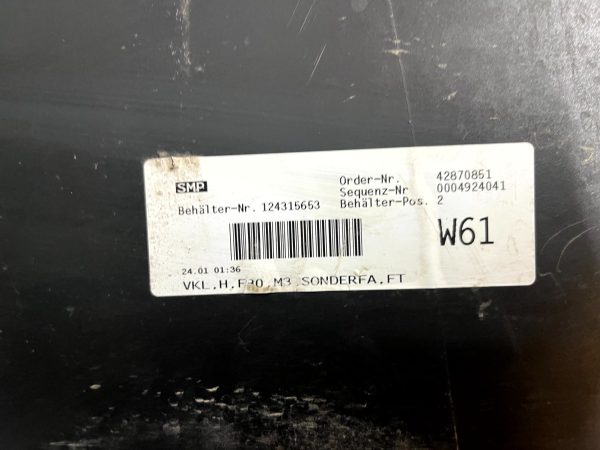 SMP
Order-Nr. 42870851
Sequenz-Nr 0004924041
Behälter-Nr. 124315653 Behälter-Pos. 2
W61
24.01 01:36
VKL,H,F30,M3,SONDERFA,FT